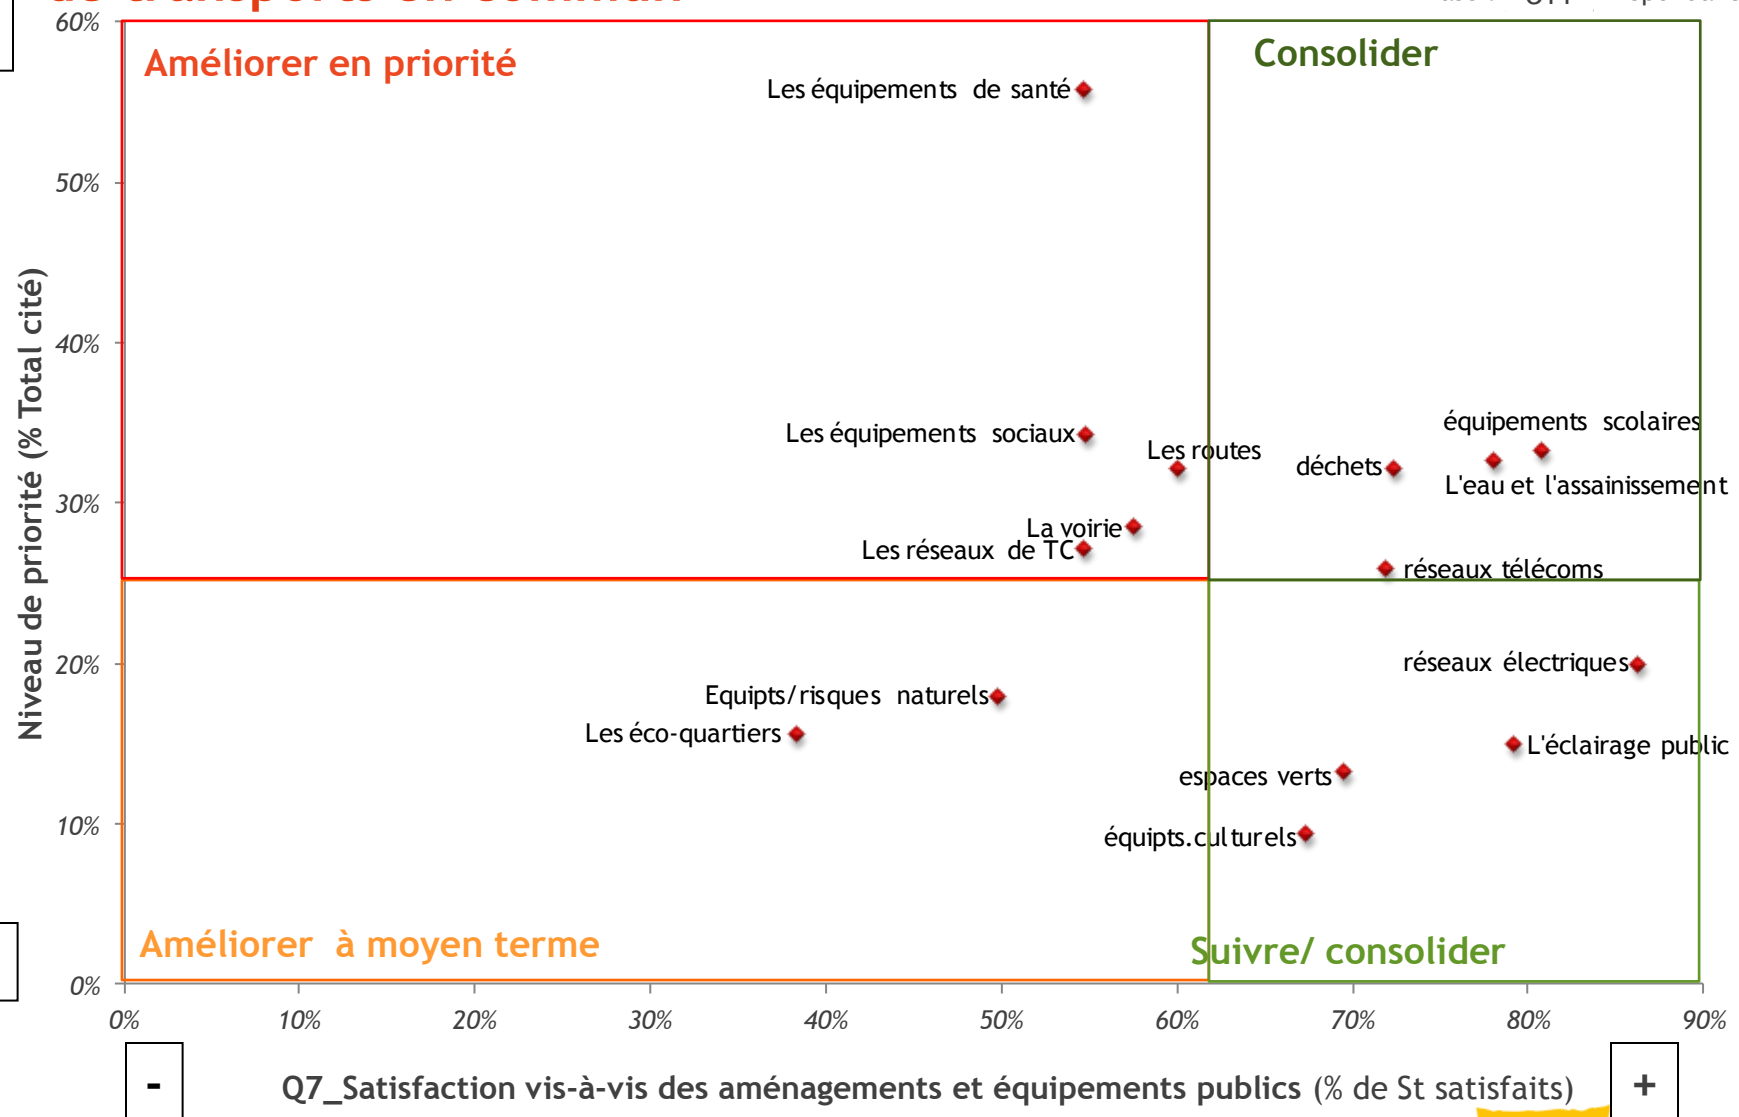 de transports en commun
60%
Améliorer en priorité
Consolider
Les équipements de santé
50%
40%
Niveau de priorité (% Total cité)
équipements scolaires
Les équipements sociaux
Les routes
déchets
L'eau et l'assainissement
30%
La voirie
Les réseaux de TC
réseaux télécoms
20%
réseaux électriques
Equipts/risques naturels
Les éco-quartiers
L'éclairage public
espaces verts
10%
équipts.culturels
Améliorer à moyen terme
Suivre/ consolider
0%
0% 10% 20% 30% 40% 50% 60% 70% 80% 90%
- Q7_Satisfaction vis-à-vis des aménagements et équipements publics (% de St satisfaits) +